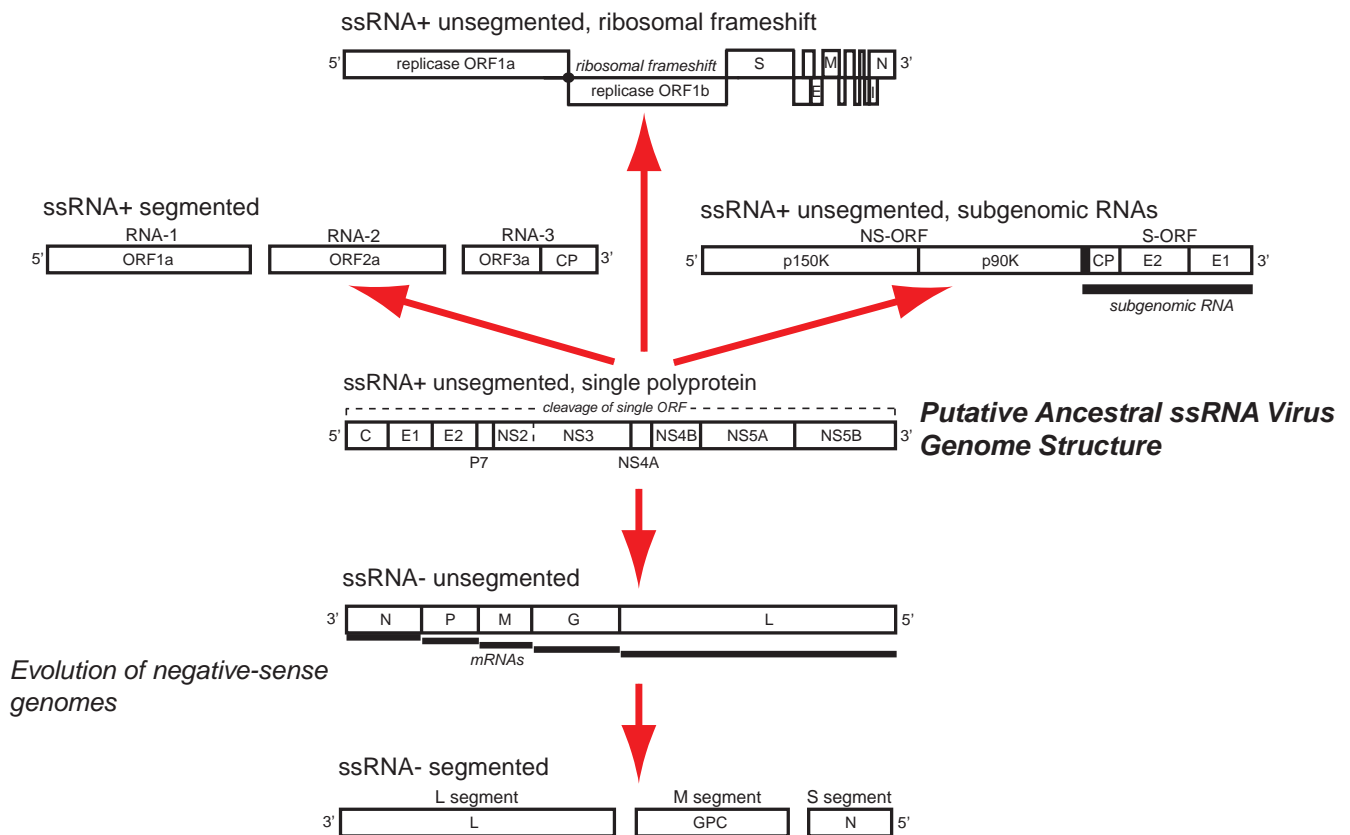 ssRNA+ unsegmented, ribosomal frameshift
5’ replicase ORF1a ribosomal frameshift S M N 3’
replicase ORF1b E I
ssRNA+ segmented
RNA-1 RNA-2 RNA-3
5’ ORF1a ORF2a ORF3a CP 3’
ssRNA+ unsegmented, subgenomic RNAs
NS-ORF S-ORF
5’ p150K p90K CP E2 E1 3’
subgenomic RNA
ssRNA+ unsegmented, single polyprotein
cleavage of single ORF
5’ C E1 E2 NS2 NS3 NS4B NS5A NS5B 3’
P7 NS4A
Putative Ancestral ssRNA Virus
Genome Structure
ssRNA- unsegmented
3’ N P M G L 5’
mRNAs
Evolution of negative-sense
genomes
ssRNA- segmented
L segment M segment S segment
3’ L GPC N 5’